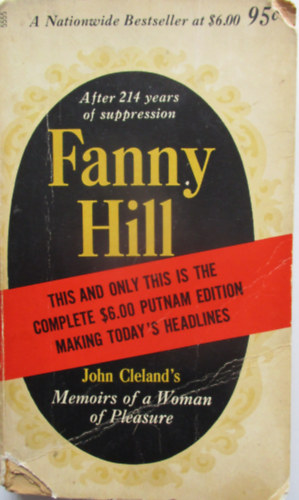 A Nationwide Bestseller at $6.00 95c
After 214 years
of suppression
Fanny
Hill
THIS AND ONLY THIS IS THE
COMPLETE $6.00 PUTNAM EDITION
MAKING TODAY'S HEADLINES
John Cleland's
Memoirs of a Woman
of Pleasure